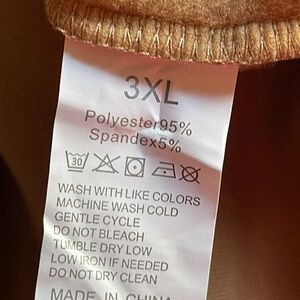 3XL
Polyester95%
Spandex5%
30
WASH WITH LIKE COLORS
MACHINE WASH COLD
GENTLE CYCLE
DO NOT BLEACH
TUMBLE DRY LOW
LOW IRON IF NEEDED
DO NOT DRY CLEAN
MADE IN CHINA